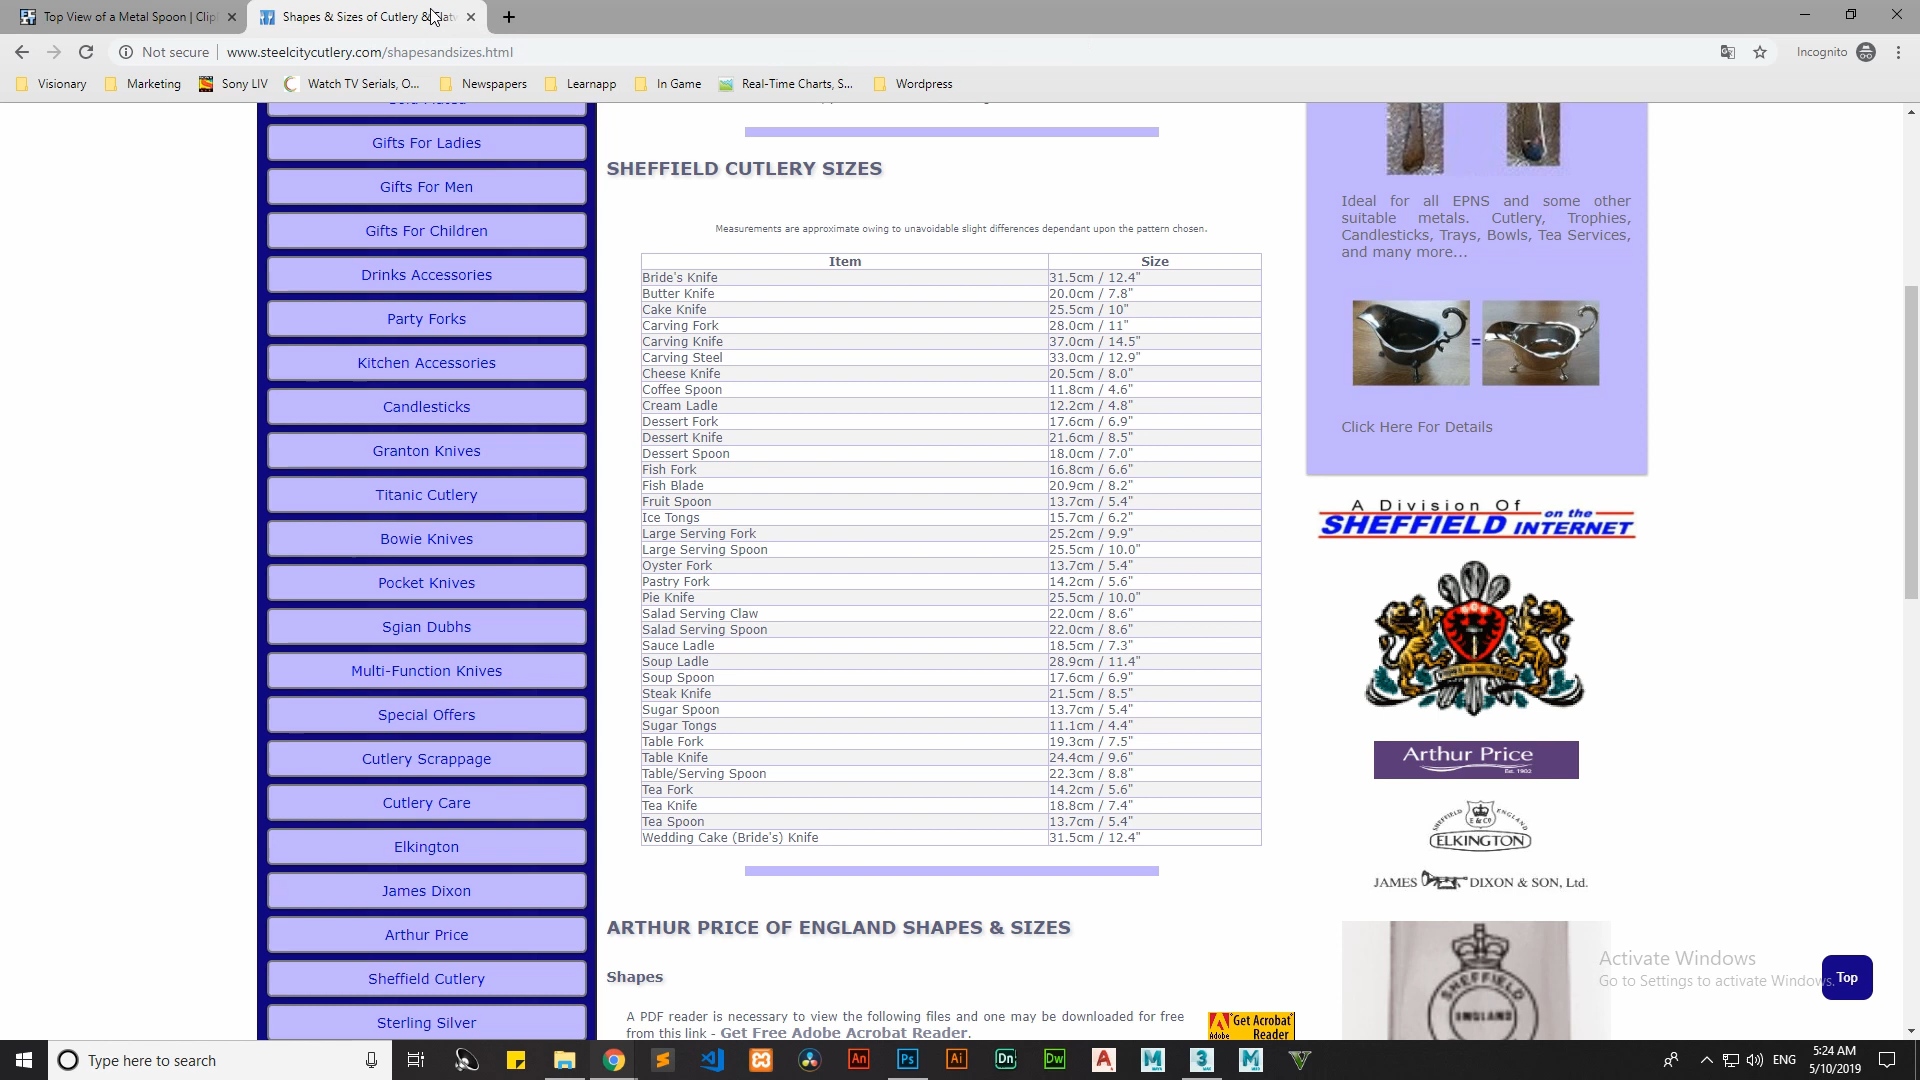 Top View of a Metal Spoon | Clip
Shapes & Sizes of Cutlery & Flatw
Not secure | www.steelcitycutlery.com/shapesandsizes.html
Incognito
Visionary
Marketing
Sony LIV
Watch TV Serials, O...
Newspapers
Learnapp
In Game
Real-Time Charts, S...
Wordpress
Gifts For Ladies
Gifts For Men
Gifts For Children
Drinks Accessories
Party Forks
Kitchen Accessories
Candlesticks
Granton Knives
Titanic Cutlery
Bowie Knives
Pocket Knives
Sgian Dubhs
Multi-Function Knives
Special Offers
Cutlery Scrappage
Cutlery Care
Elkington
James Dixon
Arthur Price
Sheffield Cutlery
Sterling Silver
SHEFFIELD CUTLERY SIZES
Measurements are approximate owing to unavoidable slight differences dependant upon the pattern chosen.
Item Size
Bride's Knife 31.5cm / 12.4"
Butter Knife 20.0cm / 7.8"
Cake Knife 25.5cm / 10"
Carving Fork 28.0cm / 11"
Carving Knife 37.0cm / 14.5"
Carving Steel 33.0cm / 12.9"
Cheese Knife 20.5cm / 8.0"
Coffee Spoon 11.8cm / 4.6"
Cream Ladle 12.2cm / 4.8"
Dessert Fork 17.6cm / 6.9"
Dessert Knife 21.6cm / 8.5"
Dessert Spoon 18.0cm / 7.0"
Fish Fork 16.8cm / 6.6"
Fish Blade 20.9cm / 8.2"
Fruit Spoon 13.7cm / 5.4"
Ice Tongs 15.7cm / 6.2"
Large Serving Fork 25.2cm / 9.9"
Large Serving Spoon 25.5cm / 10.0"
Oyster Fork 13.7cm / 5.4"
Pastry Fork 14.2cm / 5.6"
Pie Knife 25.5cm / 10.0"
Salad Serving Claw 22.0cm / 8.6"
Salad Serving Spoon 22.0cm / 8.6"
Sauce Ladle 18.5cm / 7.3"
Soup Ladle 28.9cm / 11.4"
Soup Spoon 17.6cm / 6.9"
Steak Knife 21.5cm / 8.5"
Sugar Spoon 13.7cm / 5.4"
Sugar Tongs 11.1cm / 4.4"
Table Fork 19.3cm / 7.5"
Table Knife 24.4cm / 9.6"
Table/Serving Spoon 22.3cm / 8.8"
Tea Fork 14.2cm / 5.6"
Tea Knife 18.8cm / 7.4"
Tea Spoon 13.7cm / 5.4"
Wedding Cake (Bride's) Knife 31.5cm / 12.4"
ARTHUR PRICE OF ENGLAND SHAPES & SIZES
Shapes
A PDF reader is necessary to view the following files and one may be downloaded for free
from this link - Get Free Adobe Acrobat Reader.
Get Acrobat
Adobe Reader
Ideal for all EPNS and some other
suitable metals. Cutlery, Trophies,
Candlesticks, Trays, Bowls, Tea Services,
and many more...
=
Click Here For Details
A Division Of
SHEFFIELD on the INTERNET
Arthur Price
Est. 1902
SHEFFIELD ENGLAND
E & Co
ELKINGTON
JAMES DIXON & SON, Ltd.
SHEFFIELD
ENGLAND
Activate Windows
Go to Settings to activate Windows.
Top
Type here to search
An
Ps
Ai
Dn
Dw
A
M
3
M
ENG
5:24 AM
5/10/2019